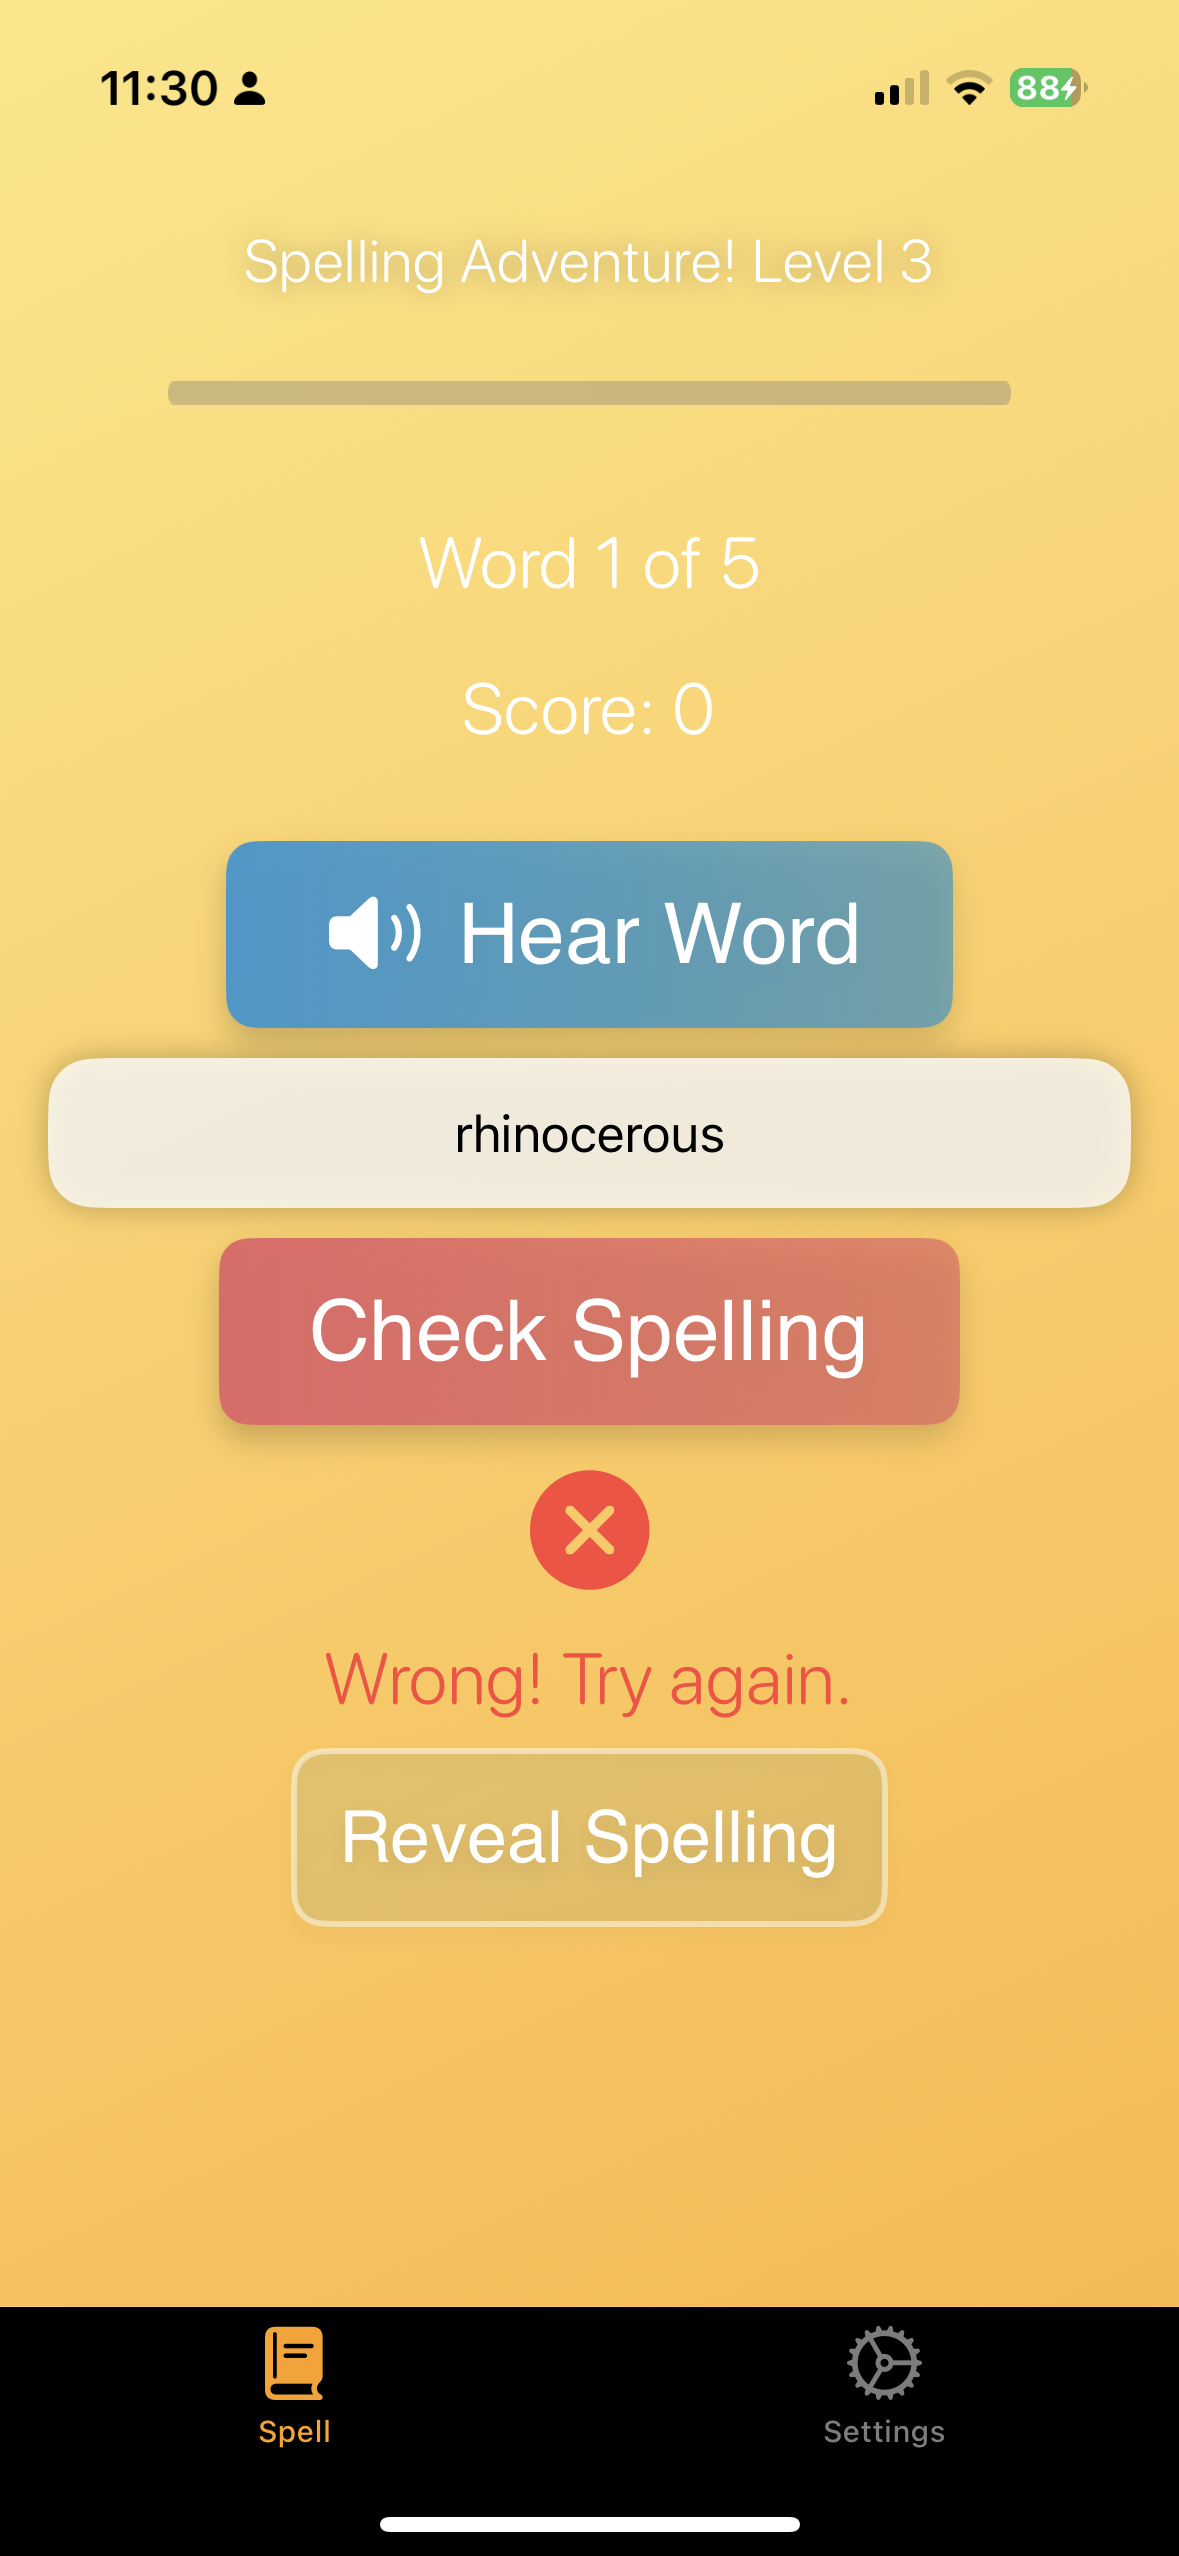 11:30
88
Spelling Adventure! Level 3
Word 1 of 5
Score: 0
Hear Word
rhinocerous
Check Spelling
Wrong! Try again.
Reveal Spelling
Spell
Settings